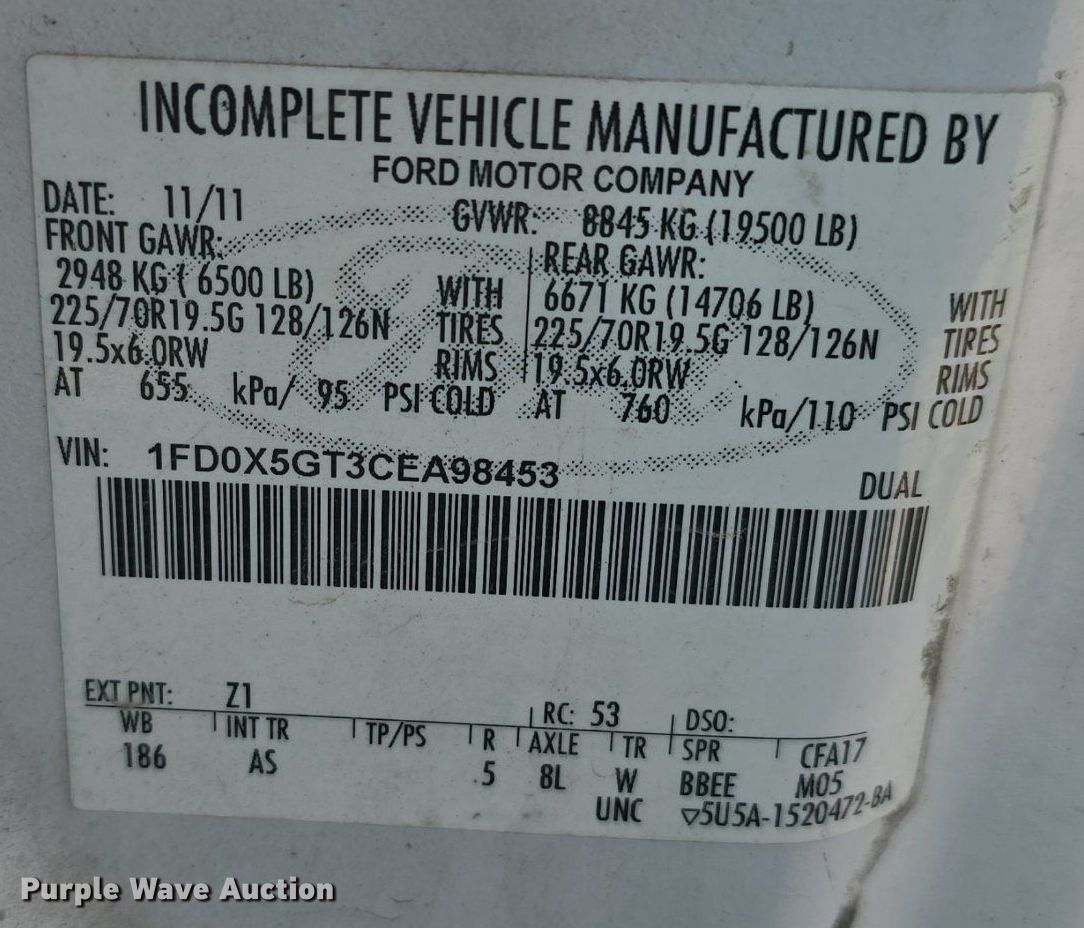 INCOMPLETE VEHICLE MANUFACTURED BY
FORD MOTOR COMPANY
DATE: 11/11 GVWR: 8845 KG (19500 LB)
FRONT GAWR: REAR GAWR:
2948 KG ( 6500 LB) WITH 6671 KG (14706 LB) WITH
225/70R19.5G 128/126N TIRES 225/70R19.5G 128/126N TIRES
19.5x6.0RW RIMS 19.5x6.0RW RIMS
AT 655 kPa/ 95 PSI COLD AT 760 kPa/110 PSI COLD
VIN: 1FD0X5GT3CEA98453
DUAL
EXT PNT: Z1 RC: 53 DSO:
WB INT TR TP/PS R AXLE TR SPR CFA17
186 AS .5 8L W BBEE M05
UNC ▽5U5A-1520472-BA
Purple Wave Auction